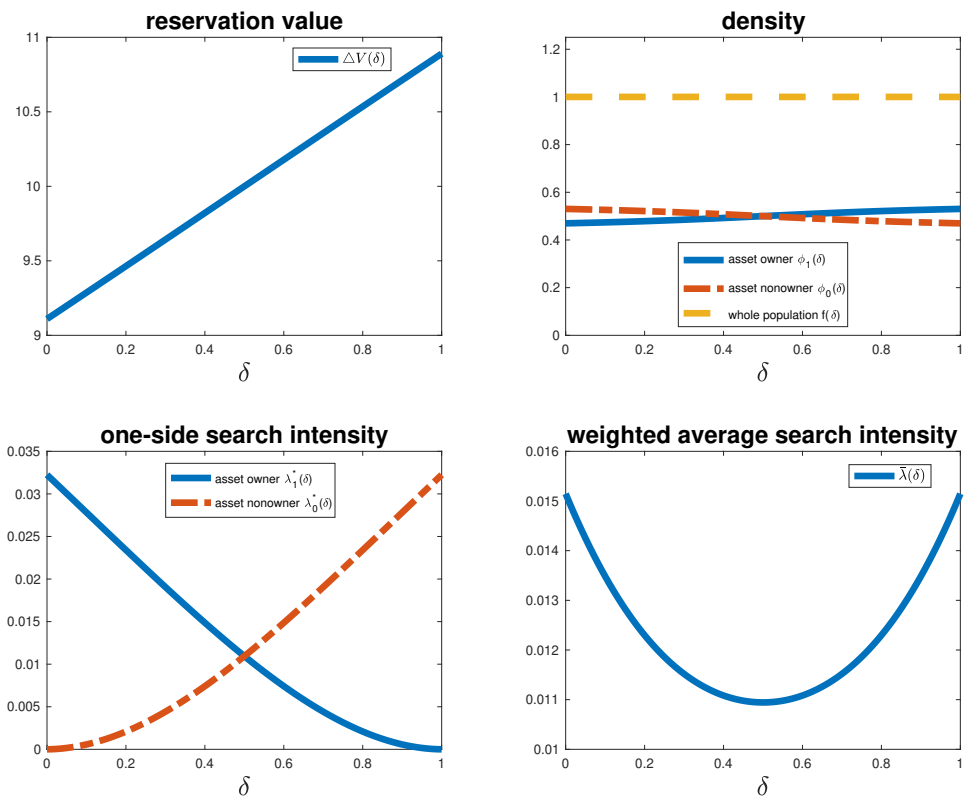 reservation value
11
10.5
10
9.5
9
△V(δ)
0 0.2 0.4 0.6 0.8 1
δ
density
1.2
1
0.8
0.6
0.4
0.2
0
asset owner ϕ₁(δ)
asset nonowner ϕ₀(δ)
whole population f(δ)
0 0.2 0.4 0.6 0.8 1
δ
one-side search intensity
0.035
0.03
0.025
0.02
0.015
0.01
0.005
0
asset owner λ₁*(δ)
asset nonowner λ₀*(δ)
0 0.2 0.4 0.6 0.8 1
δ
weighted average search intensity
0.016
0.015
0.014
0.013
0.012
0.011
0.01
λ̄(δ)
0 0.2 0.4 0.6 0.8 1
δ